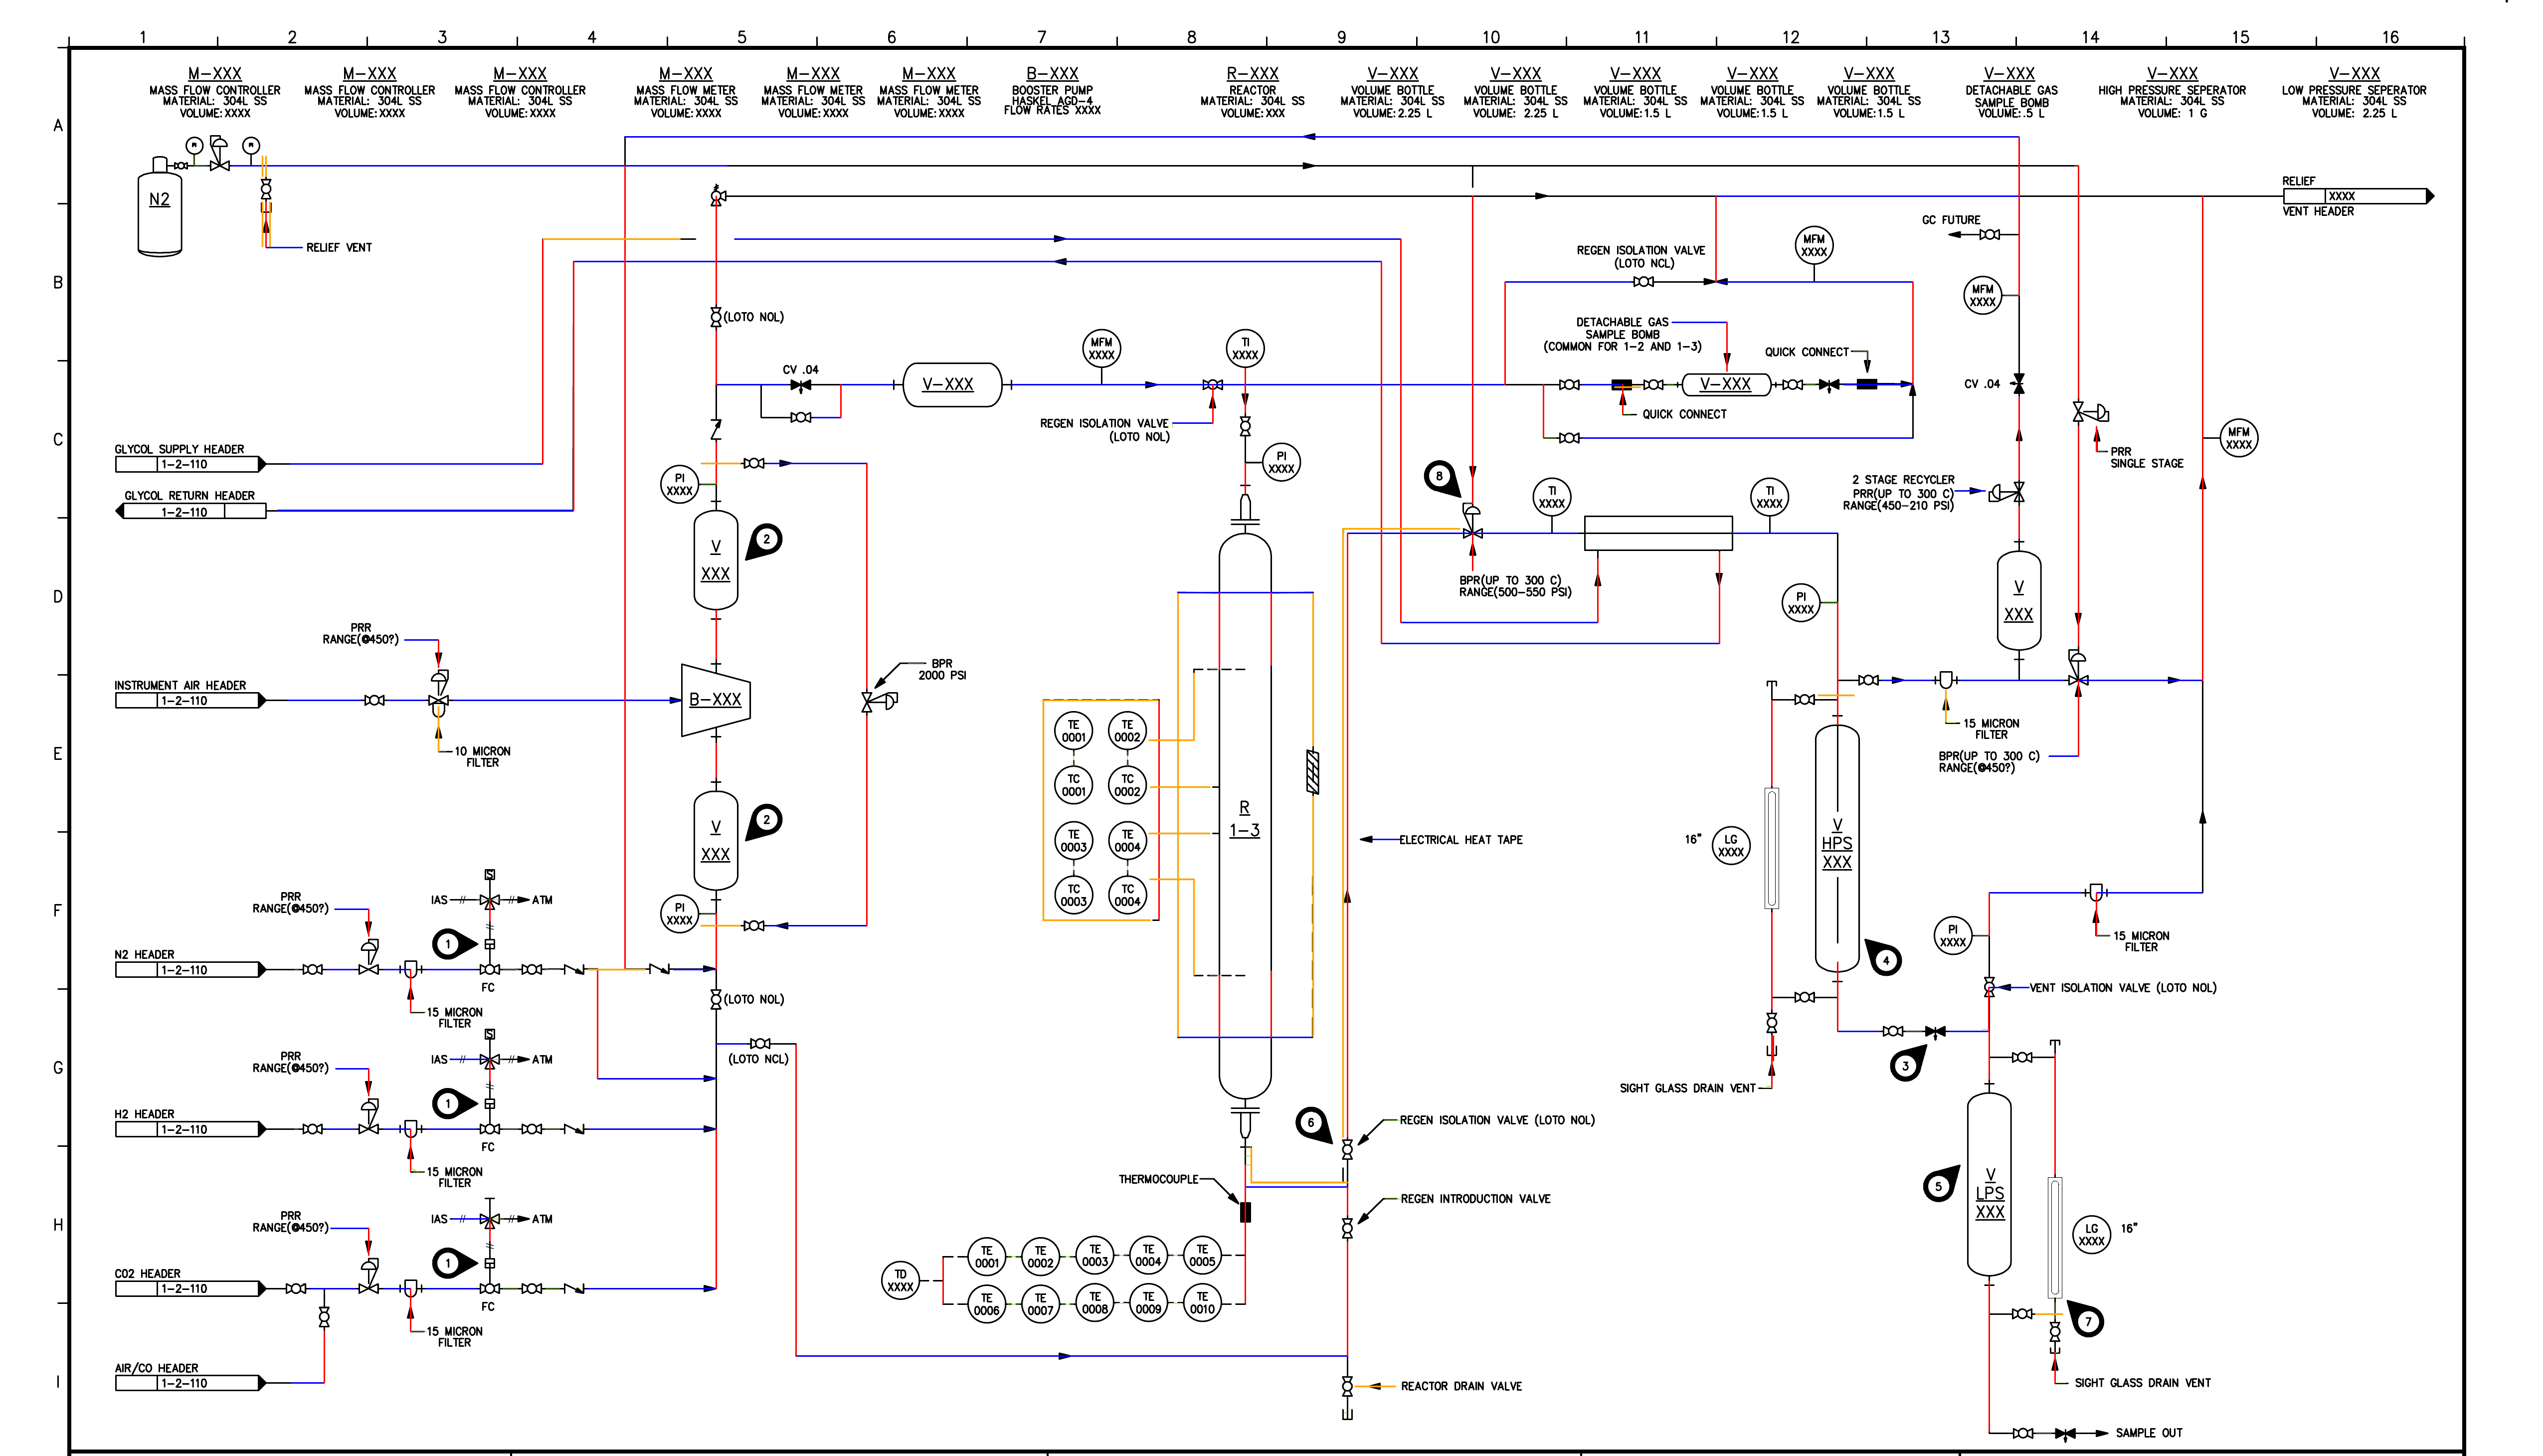 1 2 3 4 5 6 7 8 9 10 11 12 13 14 15 16
M-XXX
MASS FLOW CONTROLLER
MATERIAL: 304L SS
VOLUME:XXXX
M-XXX
MASS FLOW CONTROLLER
MATERIAL: 304L SS
VOLUME:XXXX
M-XXX
MASS FLOW CONTROLLER
MATERIAL: 304L SS
VOLUME:XXXX
M-XXX
MASS FLOW METER
MATERIAL: 304L SS
VOLUME:XXXX
M-XXX
MASS FLOW METER
MATERIAL: 304L SS
VOLUME:XXXX
M-XXX
MASS FLOW METER
MATERIAL: 304L SS
VOLUME:XXXX
B-XXX
BOOSTER PUMP
HASKEL AGD-4
FLOW RATES XXXX
R-XXX
REACTOR
MATERIAL: 304L SS
VOLUME:XXX
V-XXX
VOLUME BOTTLE
MATERIAL: 304L SS
VOLUME:2.25 L
V-XXX
VOLUME BOTTLE
MATERIAL: 304L SS
VOLUME: 2.25 L
V-XXX
VOLUME BOTTLE
MATERIAL: 304L SS
VOLUME:1.5 L
V-XXX
VOLUME BOTTLE
MATERIAL: 304L SS
VOLUME:1.5 L
V-XXX
VOLUME BOTTLE
MATERIAL: 304L SS
VOLUME:1.5 L
V-XXX
DETACHABLE GAS
SAMPLE BOMB
VOLUME:.5 L
V-XXX
HIGH PRESSURE SEPERATOR
MATERIAL: 304L SS
VOLUME: 1 G
V-XXX
LOW PRESSURE SEPERATOR
MATERIAL: 304L SS
VOLUME: 2.25 L
A
N2
RELIEF VENT
RELIEF
XXXX
VENT HEADER
GC FUTURE
B
(LOTO NOL)
REGEN ISOLATION VALVE
(LOTO NCL)
MFM
XXXX
MFM
XXXX
DETACHABLE GAS
SAMPLE BOMB
(COMMON FOR 1-2 AND 1-3)
QUICK CONNECT
MFM
XXXX
TI
XXXX
CV .04
V-XXX
V-XXX
CV .04
QUICK CONNECT
REGEN ISOLATION VALVE
(LOTO NOL)
C
GLYCOL SUPPLY HEADER
1-2-110
GLYCOL RETURN HEADER
1-2-110
PI
XXXX
PI
XXXX
8
TI
XXXX
TI
XXXX
2 STAGE RECYCLER
PRR(UP TO 300 C)
RANGE(450-210 PSI)
PRR
SINGLE STAGE
MFM
XXXX
V
XXX
2
BPR(UP TO 300 C)
RANGE(500-550 PSI)
PI
XXXX
V
XXX
D
PRR
RANGE(@450?)
BPR
2000 PSI
INSTRUMENT AIR HEADER
1-2-110
B-XXX
10 MICRON
FILTER
15 MICRON
FILTER
BPR(UP TO 300 C)
RANGE(@450?)
E
TE
0001
TE
0002
TC
0001
TC
0002
TE
0003
TE
0004
TC
0003
TC
0004
R
1-3
V
XXX
2
ELECTRICAL HEAT TAPE
16"
LG
XXXX
V
HPS
XXX
4
F
PRR
RANGE(@450?)
S
IAS
ATM
1
PI
XXXX
N2 HEADER
1-2-110
FC
15 MICRON
FILTER
PI
XXXX
15 MICRON
FILTER
VENT ISOLATION VALVE (LOTO NOL)
(LOTO NOL)
(LOTO NCL)
G
PRR
RANGE(@450?)
S
IAS
ATM
1
H2 HEADER
1-2-110
FC
15 MICRON
FILTER
3
SIGHT GLASS DRAIN VENT
6
REGEN ISOLATION VALVE (LOTO NOL)
THERMOCOUPLE
REGEN INTRODUCTION VALVE
5
V
LPS
XXX
LG
XXXX
16"
H
PRR
RANGE(@450?)
IAS
ATM
1
CO2 HEADER
1-2-110
FC
15 MICRON
FILTER
TD
XXXX
TE
0001
TE
0002
TE
0003
TE
0004
TE
0005
TE
0006
TE
0007
TE
0008
TE
0009
TE
0010
7
I
AIR/CO HEADER
1-2-110
REACTOR DRAIN VALVE
SIGHT GLASS DRAIN VENT
SAMPLE OUT